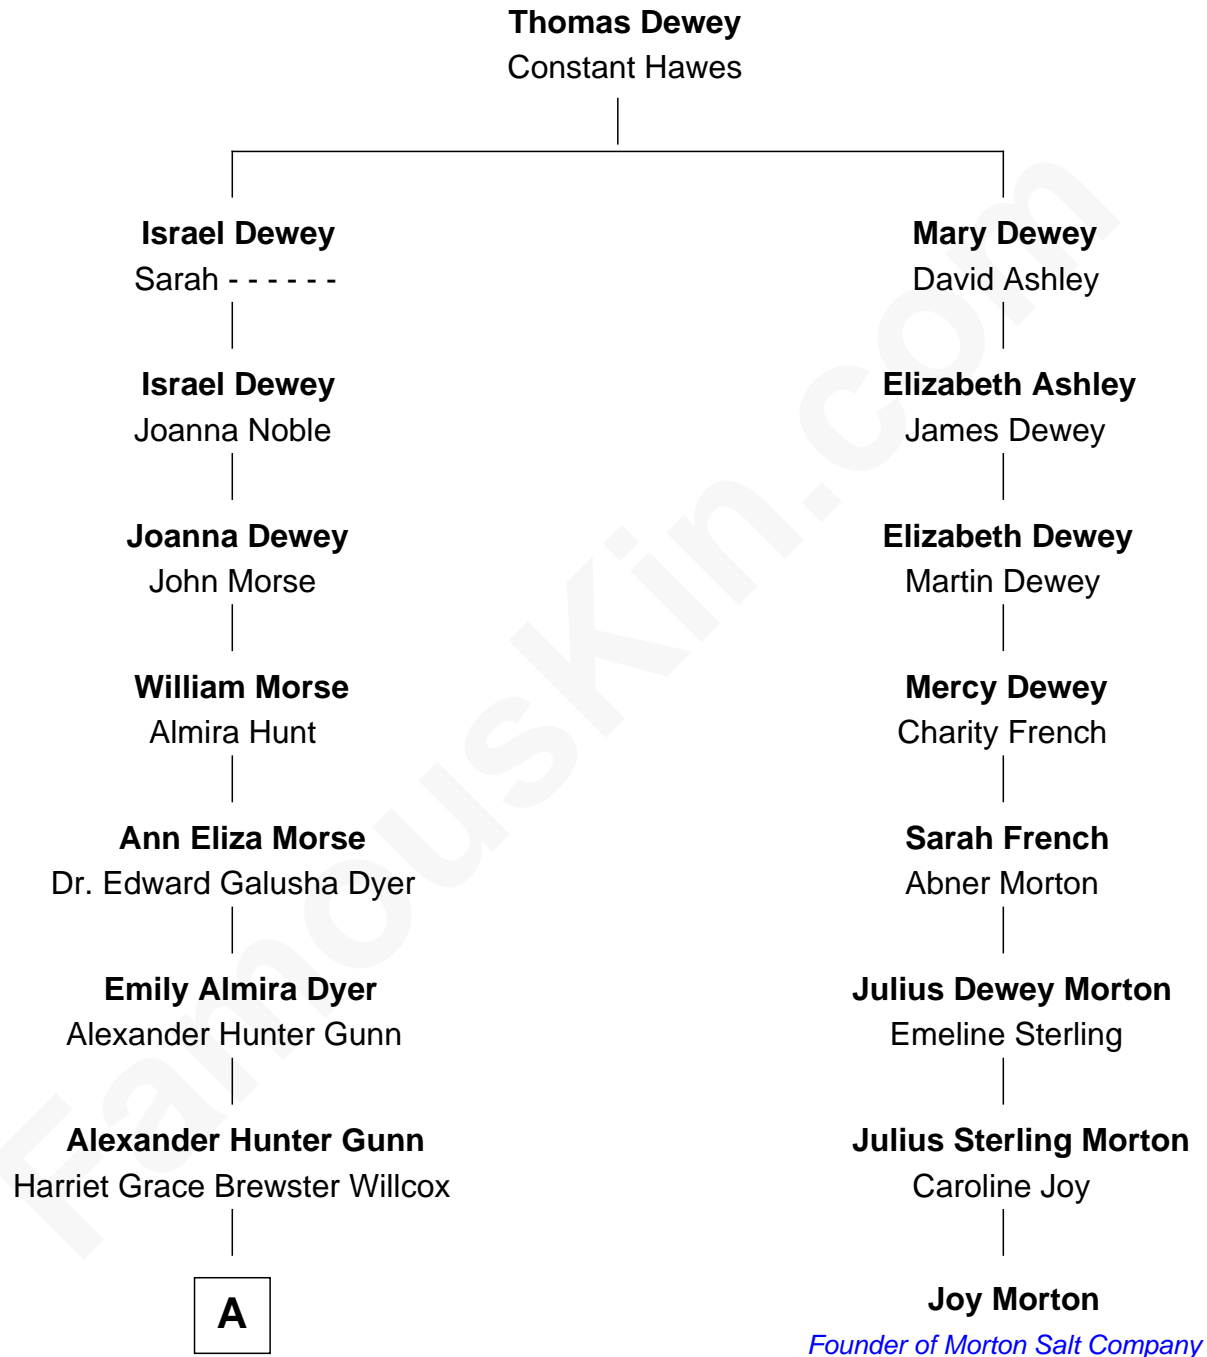 Thomas Dewey
Constant Hawes
Israel Dewey
Sarah - - - - - -
Mary Dewey
David Ashley
Israel Dewey
Joanna Noble
Elizabeth Ashley
James Dewey
Joanna Dewey
John Morse
Elizabeth Dewey
Martin Dewey
William Morse
Almira Hunt
Mercy Dewey
Charity French
Ann Eliza Morse
Dr. Edward Galusha Dyer
Sarah French
Abner Morton
Emily Almira Dyer
Alexander Hunter Gunn
Julius Dewey Morton
Emeline Sterling
Alexander Hunter Gunn
Harriet Grace Brewster Willcox
Julius Sterling Morton
Caroline Joy
A
Joy Morton
Founder of Morton Salt Company
FamousKin.com